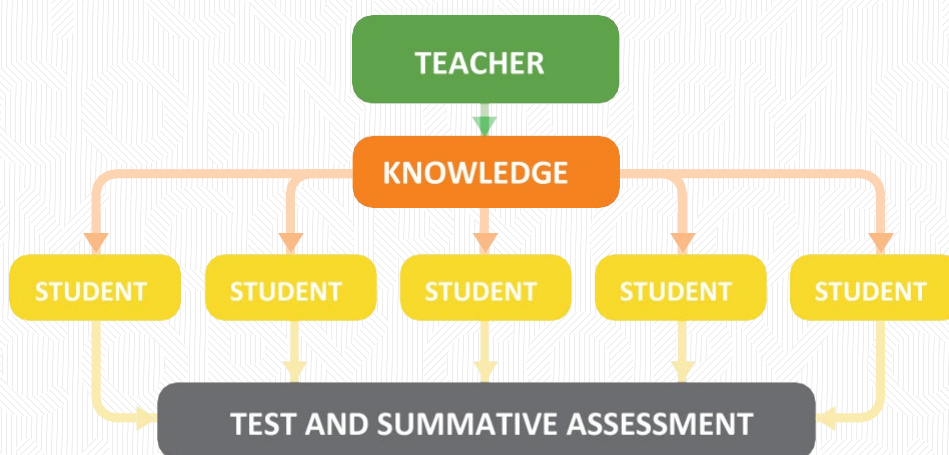 TEACHER
KNOWLEDGE
STUDENT
STUDENT
STUDENT
STUDENT
STUDENT
TEST AND SUMMATIVE ASSESSMENT